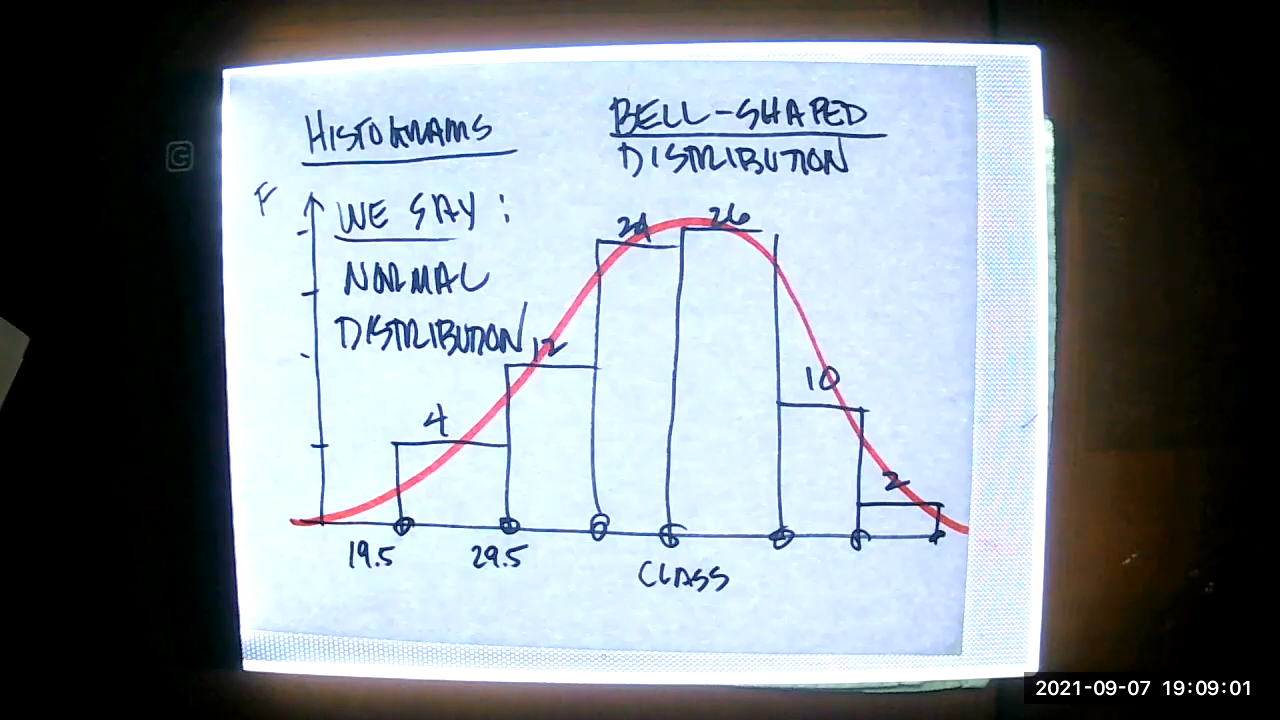 HISTOGRAMS
BELL-SHAPED
DISTRIBUTION
F
WE SAY:
NORMAL
DISTRIBUTION
4
12
24
26
10
2
19.5
29.5
CLASS
2021-09-07 19:09:01